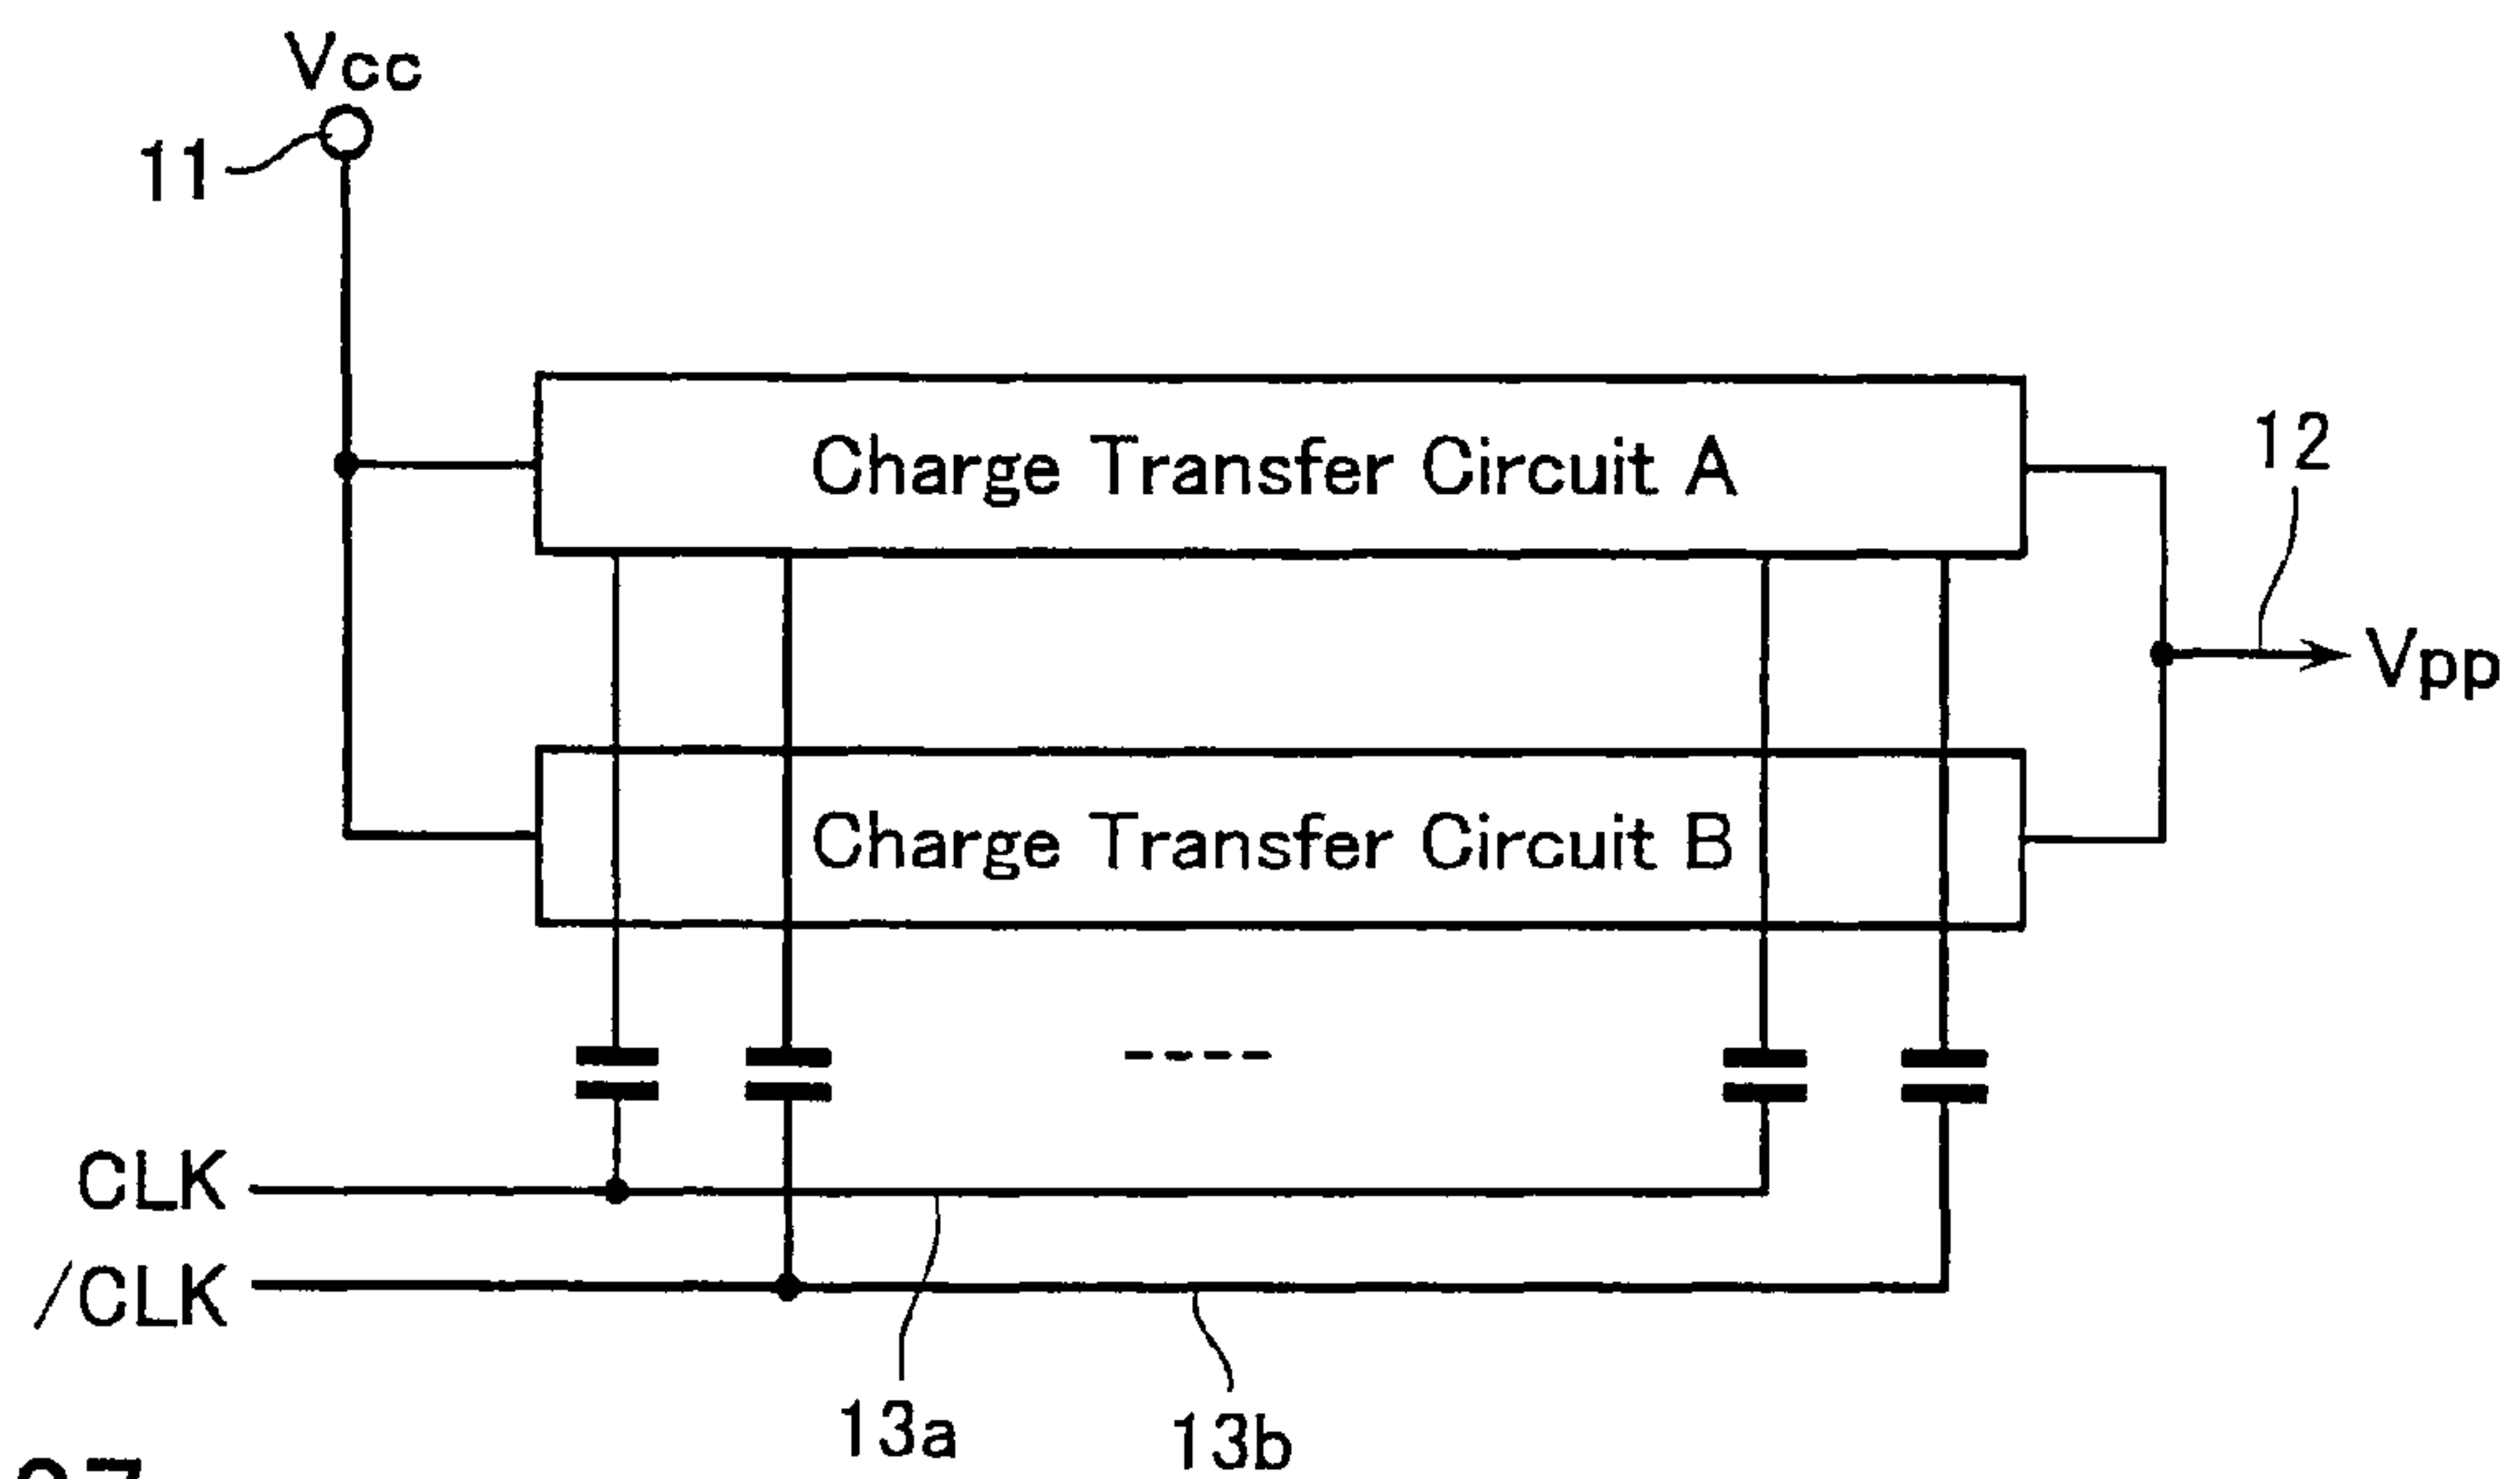 Vcc
11
Charge Transfer Circuit A
12
Vpp
Charge Transfer Circuit B
CLK
/CLK
13a
13b